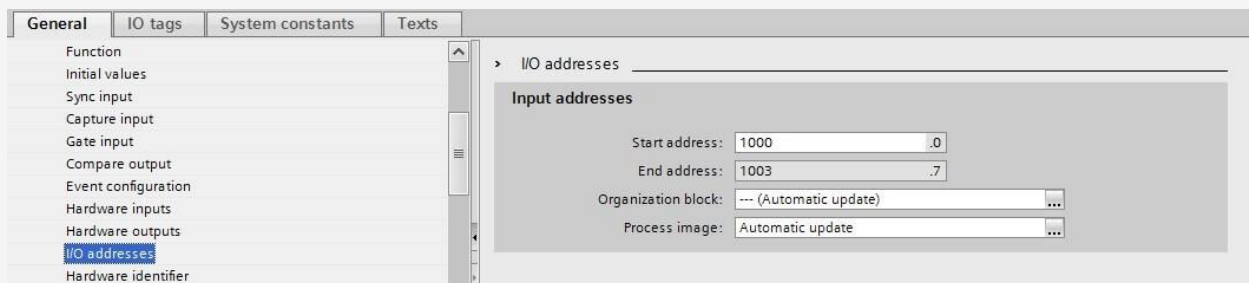 General IO tags System constants Texts
Function
Initial values
Sync input
Capture input
Gate input
Compare output
Event configuration
Hardware inputs
Hardware outputs
I/O addresses
Hardware identifier
I/O addresses
Input addresses
Start address: 1000 .0
End address: 1003 .7
Organization block: --- (Automatic update) ...
Process image: Automatic update ...